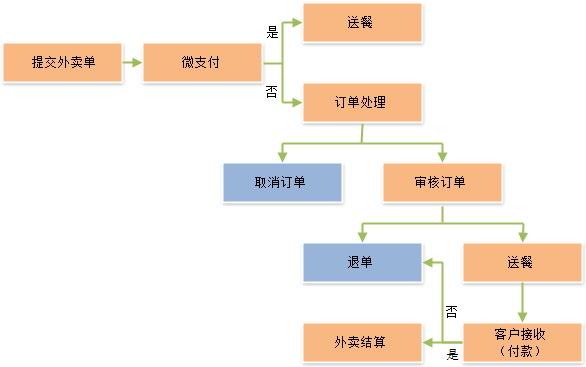 送餐
是
提交外卖单
微支付
否
订单处理
取消订单
审核订单
退单
送餐
否
外卖结算
是
客户接收
（付款）